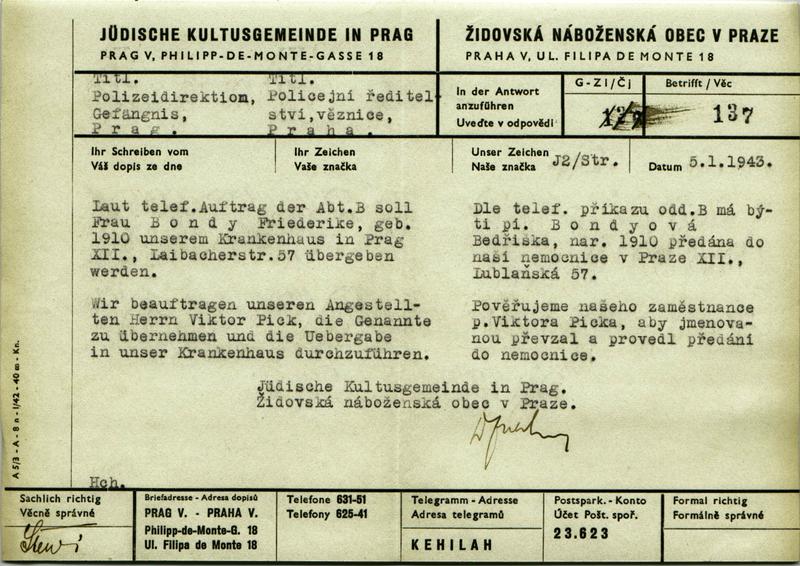 JÜDISCHE KULTUSGEMEINDE IN PRAG
PRAG V, PHILIPP-DE-MONTE-GASSE 18
ŽIDOVSKÁ NÁBOŽENSKÁ OBEC V PRAZE
PRAHA V, UL. FILIPA DE MONTE 18
Titl.
Polizeidirektion,
Gefängnis,
P r a g .
Titl.
Policejní ředitel-
ství,věznice,
P r a h a .
In der Antwort
anzuführen
Uveďte v odpovědi
G-Zl/Čj
Betrifft / Věc
137
Ihr Schreiben vom
Váš dopis ze dne
Ihr Zeichen
Vaše značka
Unser Zeichen
Naše značka J2/Str.
Datum 5.1.1943.
Laut telef.Auftrag der Abt.B soll
Frau B o n d y Friederike, geb.
1910 unserem Krankenhaus in Prag
XII., Laibacherstr.57 übergeben
werden.
Wir beauftragen unseren Angestell-
ten Herrn Viktor Pick, die Genannte
zu übernehmen und die Uebergabe
in unser Krankenhaus durchzuführen.
Dle telef. příkazu odd.B má bý-
ti pí. B o n d y o v á
Bedřiška, nar. 1910 předána do
naší nemocnice v Praze XII.,
Lublaňská 57.
Pověřujeme našeho zaměstnance
p.Viktora Picka, aby jmenova-
nou převzal a provedl předání
do nemocnice.
Jüdische Kultusgemeinde in Prag.
Židovská náboženská obec v Praze.
Hch.
A 5/3 - A - 8 n - 1/42 - 40 m - Kn.
Sachlich richtig
Věcně správné
Briefadresse - Adresa dopisů
PRAG V. - PRAHA V.
Philipp-de-Monte-G. 18
Ul. Filipa de Monte 18
Telefone 631-51
Telefony 625-41
Telegramm - Adresse
Adresa telegramů
KEHILAH
Postspark. - Konto
Účet Pošt. spoř.
23.623
Formal richtig
Formálně správné